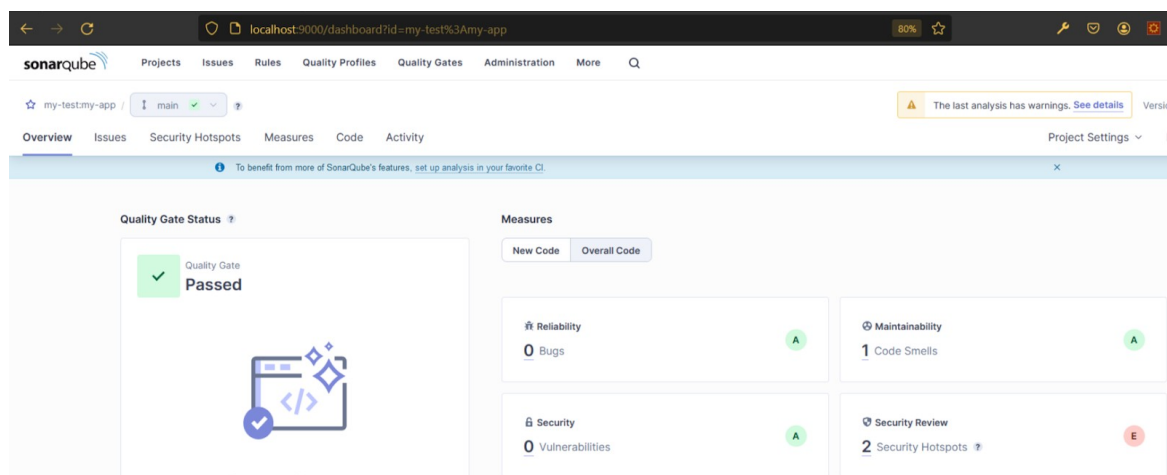 localhost:9000/dashboard?id=my-test%3Amy-app
80%
sonarqube
Projects Issues Rules Quality Profiles Quality Gates Administration More
my-test:my-app / main ?
The last analysis has warnings. See details
Overview Issues Security Hotspots Measures Code Activity
Project Settings
To benefit from more of SonarQube's features, set up analysis in your favorite CI.
Quality Gate Status ?
Quality Gate
Passed
</>
Measures
New Code Overall Code
Reliability
0 Bugs
A
Maintainability
1 Code Smells
A
Security
0 Vulnerabilities
A
Security Review
2 Security Hotspots ?
E